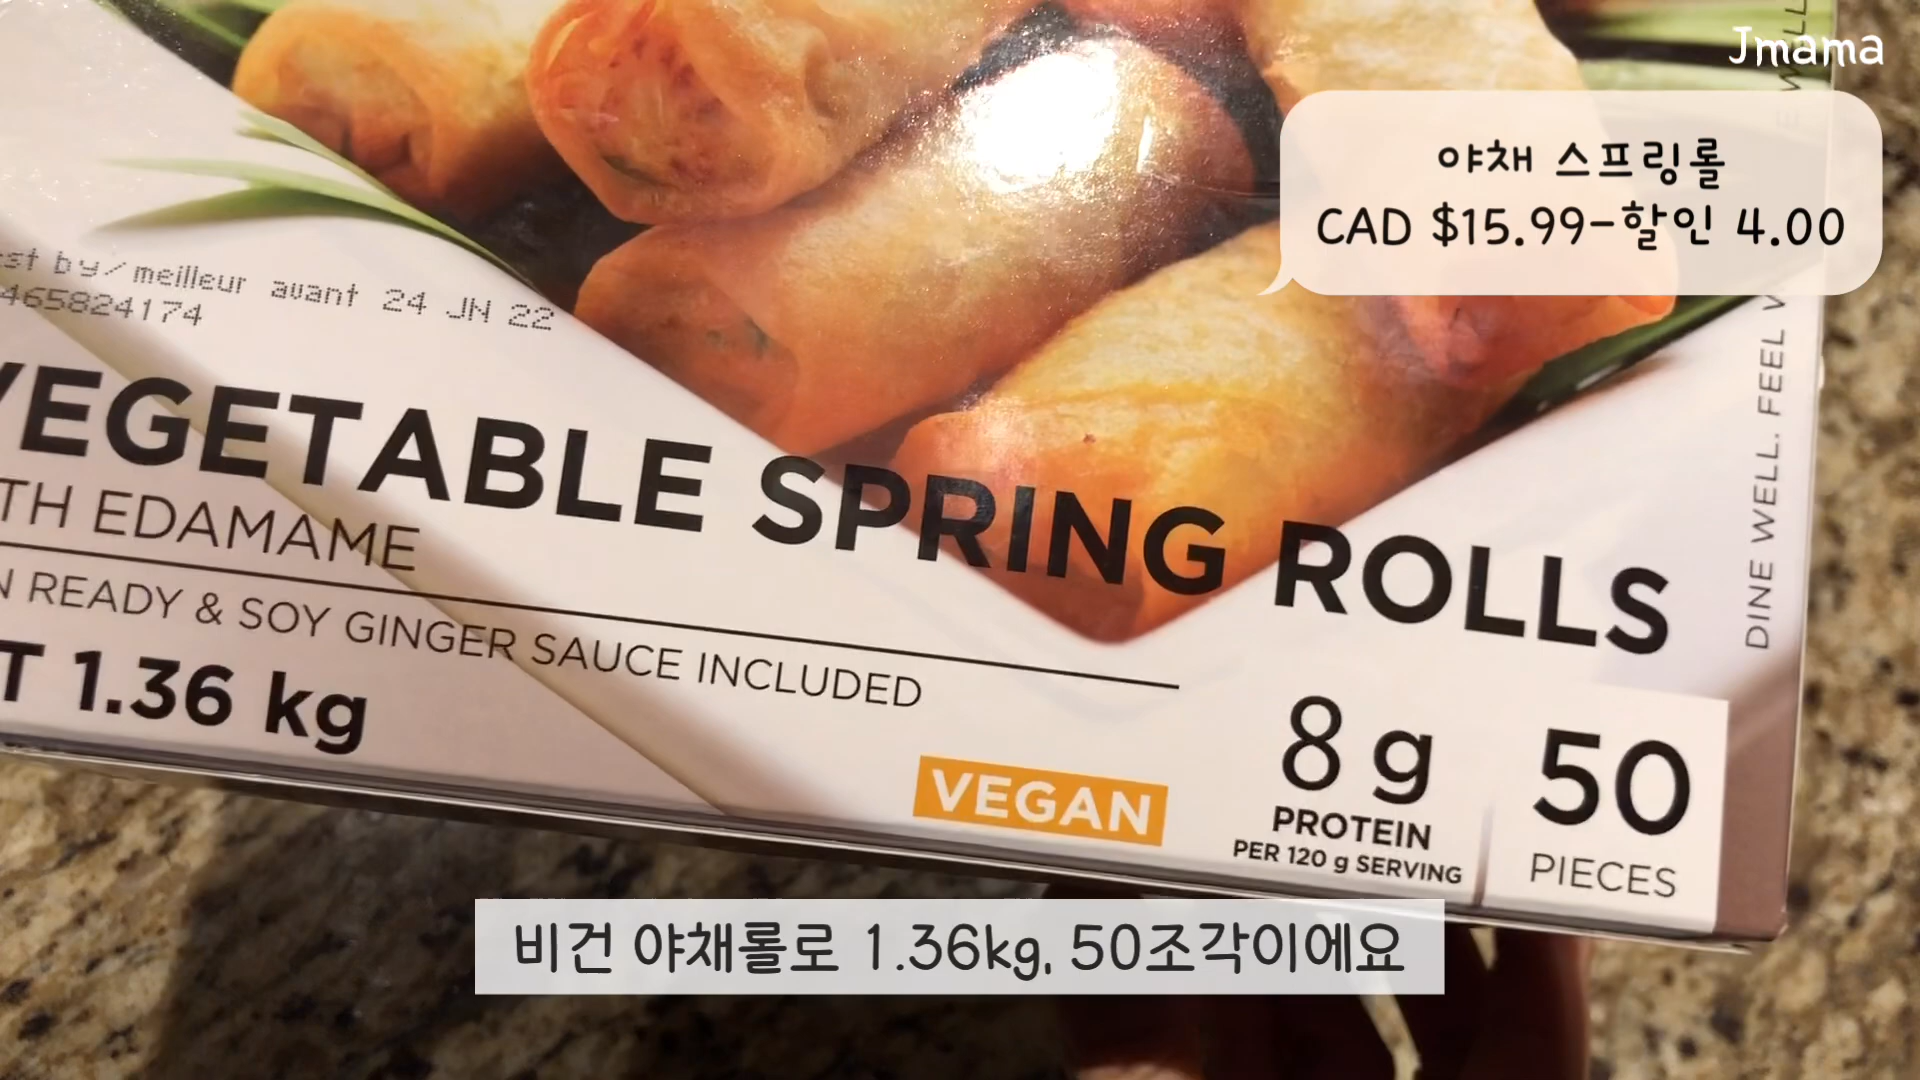 Jmama
야채 스프링롤
CAD $15.99-할인 4.00
by/meilleur avant 24 JN 22
465824174
VEGETABLE SPRING ROLLS
EDAMAME
READY & SOY GINGER SAUCE INCLUDED
1.36 kg
VEGAN
8 g
PROTEIN
PER 120 g SERVING
50
PIECES
DINE WELL. FEEL
비건 야채롤로 1.36kg, 50조각이에요